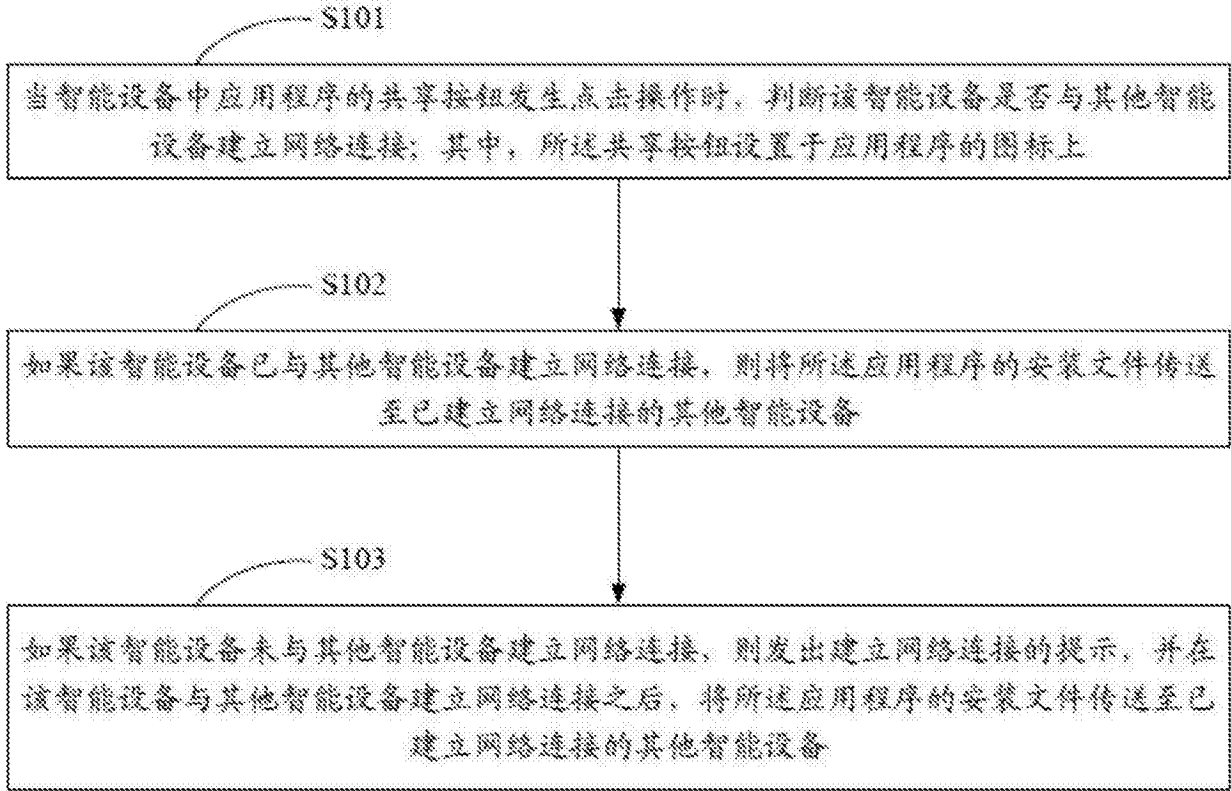 S101
当智能设备中应用程序的共享按钮发生点击操作时，判断该智能设备是否与其他智能
设备建立网络连接；其中，所述共享按钮设置于应用程序的图标上
S102
如果该智能设备已与其他智能设备建立网络连接，则将所述应用程序的安装文件传送
至已建立网络连接的其他智能设备
S103
如果该智能设备未与其他智能设备建立网络连接，则发出建立网络连接的提示，并在
该智能设备与其他智能设备建立网络连接之后，将所述应用程序的安装文件传送至已
建立网络连接的其他智能设备